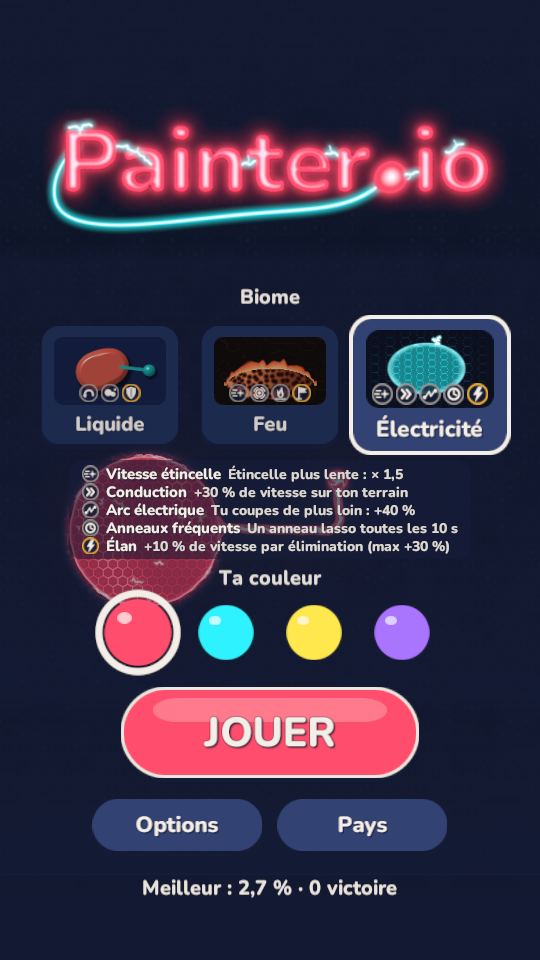 Painter.io
Biome
Liquide
Feu
Électricité
Vitesse étincelle Étincelle plus lente : × 1,5
Conduction +30 % de vitesse sur ton terrain
Arc électrique Tu coupes de plus loin : +40 %
Anneaux fréquents Un anneau lasso toutes les 10 s
Élan +10 % de vitesse par élimination (max +30 %)
Ta couleur
JOUER
Options
Pays
Meilleur : 2,7 % · 0 victoire